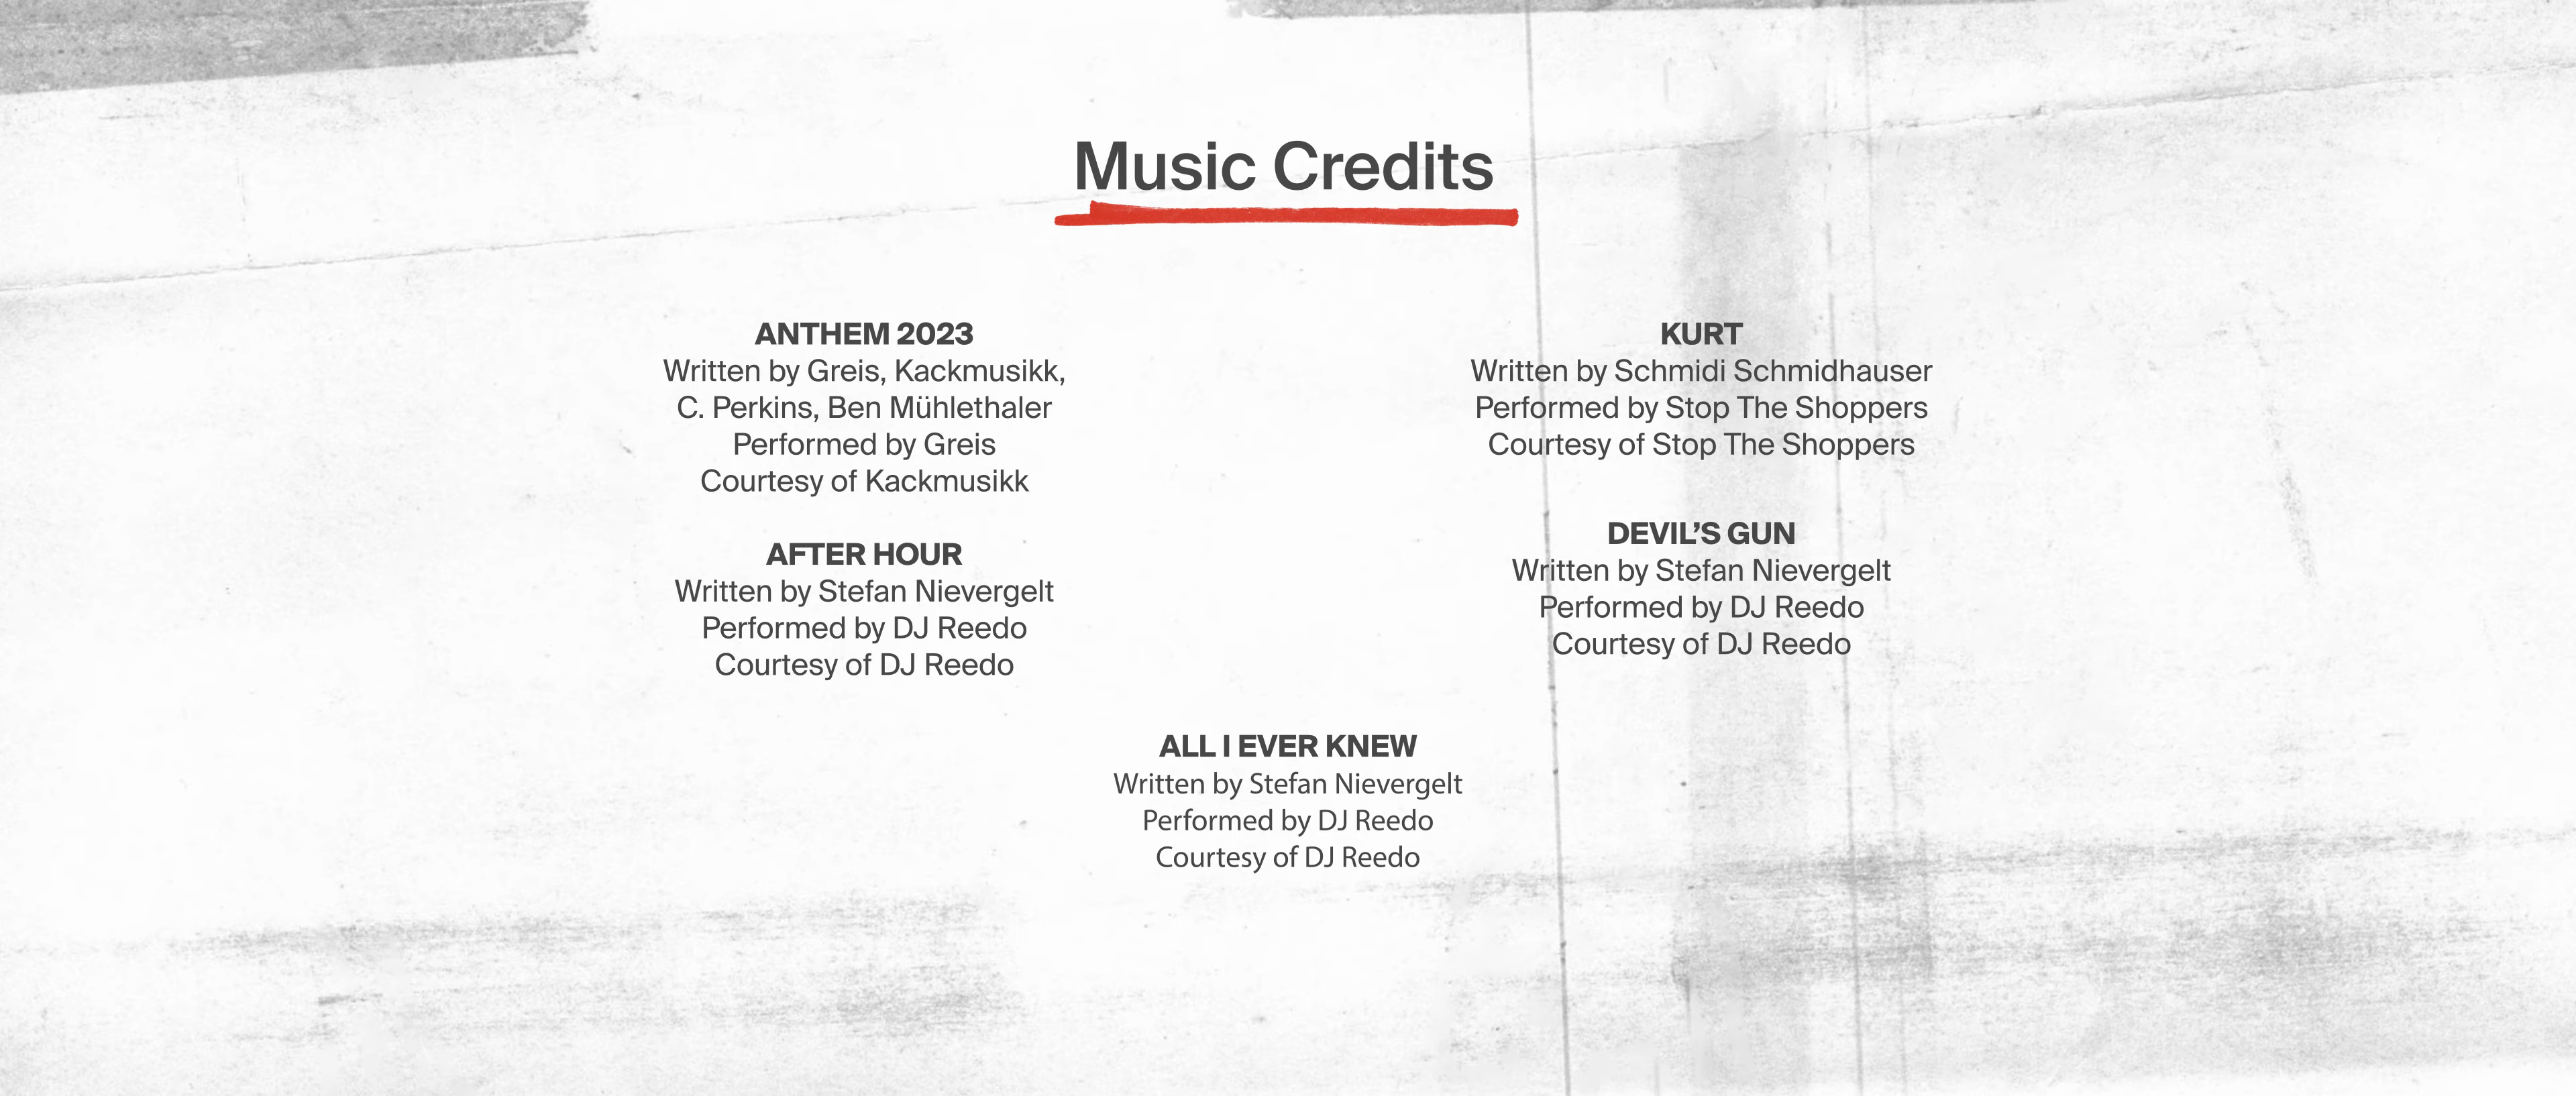 Music Credits
ANTHEM 2023
Written by Greis, Kackmusikk,
C. Perkins, Ben Mühlethaler
Performed by Greis
Courtesy of Kackmusikk
AFTER HOUR
Written by Stefan Nievergelt
Performed by DJ Reedo
Courtesy of DJ Reedo
KURT
Written by Schmidi Schmidhauser
Performed by Stop The Shoppers
Courtesy of Stop The Shoppers
DEVIL’S GUN
Written by Stefan Nievergelt
Performed by DJ Reedo
Courtesy of DJ Reedo
ALL I EVER KNEW
Written by Stefan Nievergelt
Performed by DJ Reedo
Courtesy of DJ Reedo